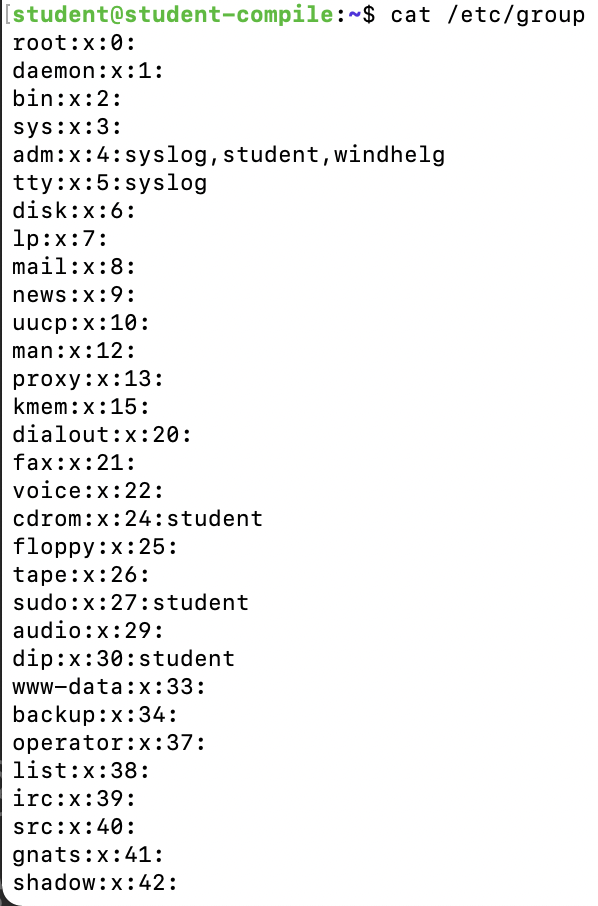 [student@student-compile:~$ cat /etc/group
root:x:0:
daemon:x:1:
bin:x:2:
sys:x:3:
adm:x:4:syslog,student,windhelg
tty:x:5:syslog
disk:x:6:
lp:x:7:
mail:x:8:
news:x:9:
uucp:x:10:
man:x:12:
proxy:x:13:
kmem:x:15:
dialout:x:20:
fax:x:21:
voice:x:22:
cdrom:x:24:student
floppy:x:25:
tape:x:26:
sudo:x:27:student
audio:x:29:
dip:x:30:student
www-data:x:33:
backup:x:34:
operator:x:37:
list:x:38:
irc:x:39:
src:x:40:
gnats:x:41:
shadow:x:42: